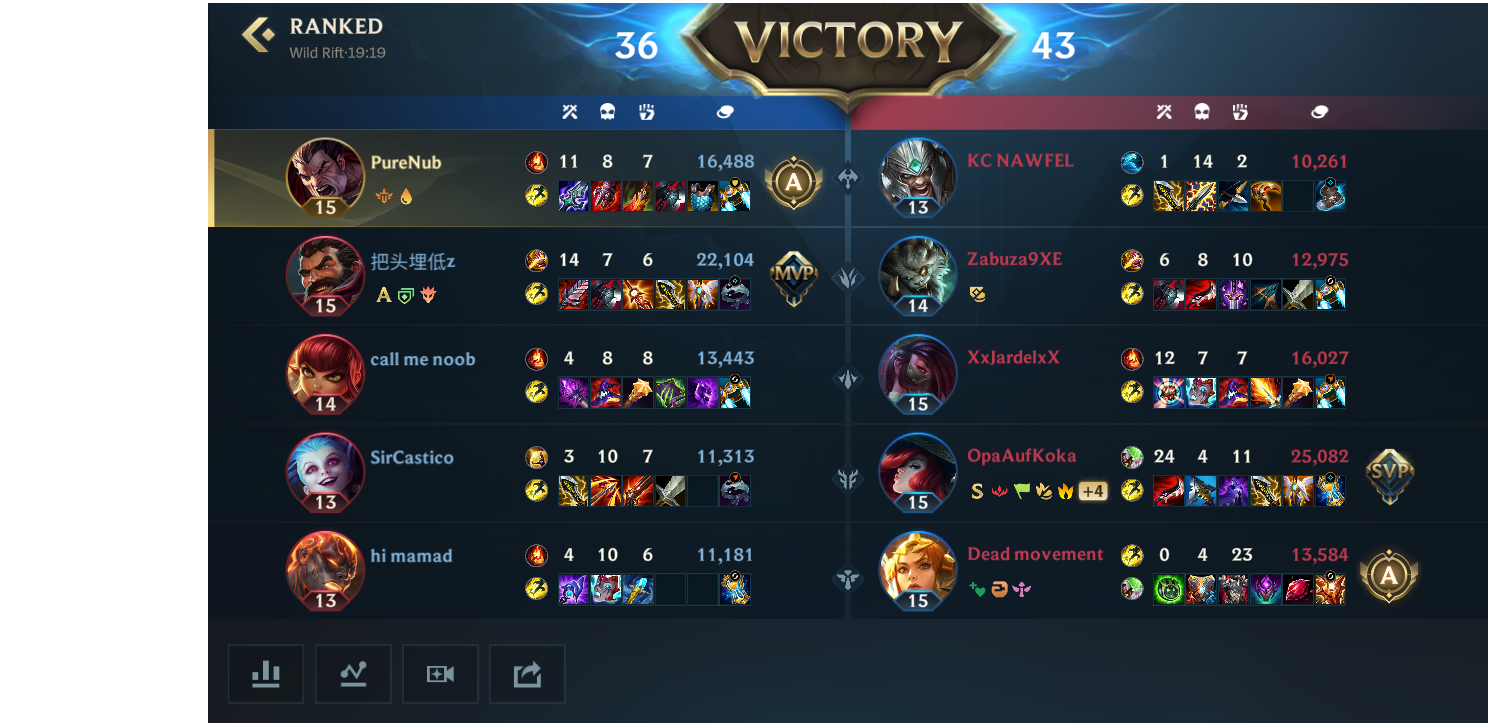 RANKED
Wild Rift·19:19
36
VICTORY
43
PureNub
15
11 8 7 16,488
A
把头埋低z
15
A
14 7 6 22,104
MVP
call me noob
14
4 8 8 13,443
SirCastico
13
3 10 7 11,313
hi mamad
13
4 10 6 11,181
KC NAWFEL
13
1 14 2 10,261
Zabuza9XE
14
6 8 10 12,975
XxJardelxX
15
12 7 7 16,027
OpaAufKoka
15
S +4
24 4 11 25,082
SVP
Dead movement
15
0 4 23 13,584
A